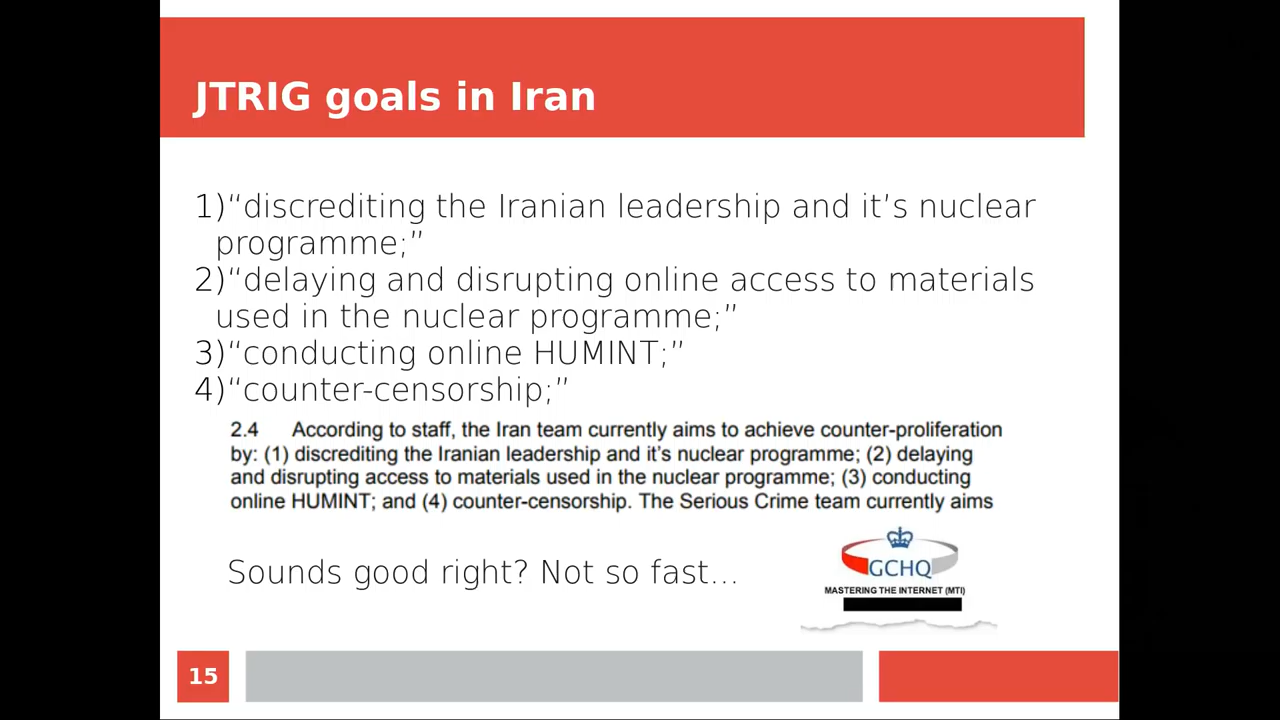 JTRIG goals in Iran
1)“discrediting the Iranian leadership and it’s nuclear
programme;”
2)“delaying and disrupting online access to materials
used in the nuclear programme;”
3)“conducting online HUMINT;”
4)“counter-censorship;”
2.4 According to staff, the Iran team currently aims to achieve counter-proliferation
by: (1) discrediting the Iranian leadership and it’s nuclear programme; (2) delaying
and disrupting access to materials used in the nuclear programme; (3) conducting
online HUMINT; and (4) counter-censorship. The Serious Crime team currently aims
Sounds good right? Not so fast…
GCHQ
MASTERING THE INTERNET (MTI)
15